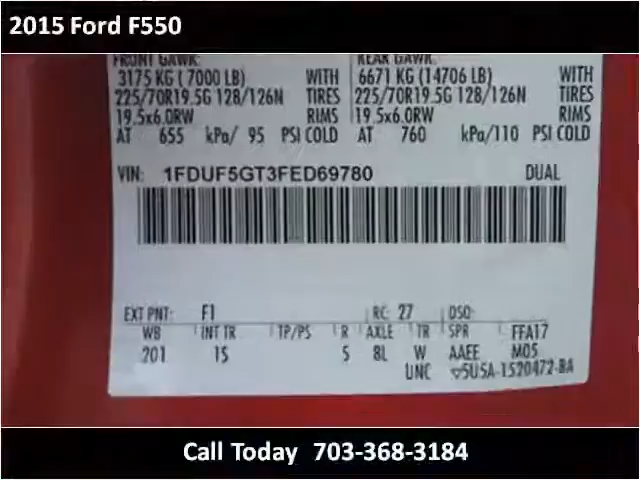 2015 Ford F550
FRONT GAWR: REAR GAWR:
3175 KG ( 7000 LB) WITH 6671 KG (14706 LB) WITH
225/70R19.5G 128/126N TIRES 225/70R19.5G 128/126N TIRES
19.5x6.0RW RIMS 19.5x6.0RW RIMS
AT 655 kPa/ 95 PSI COLD AT 760 kPa/110 PSI COLD
VIN: 1FDUF5GT3FED69780 DUAL
EXT PNT: F1 RC: 27 DSO:
WB INT TR TP/PS R AXLE TR SPR FFA17
201 1S 5 8L W AAEE M05
UNC 5USA-1520472-BA
Call Today 703-368-3184